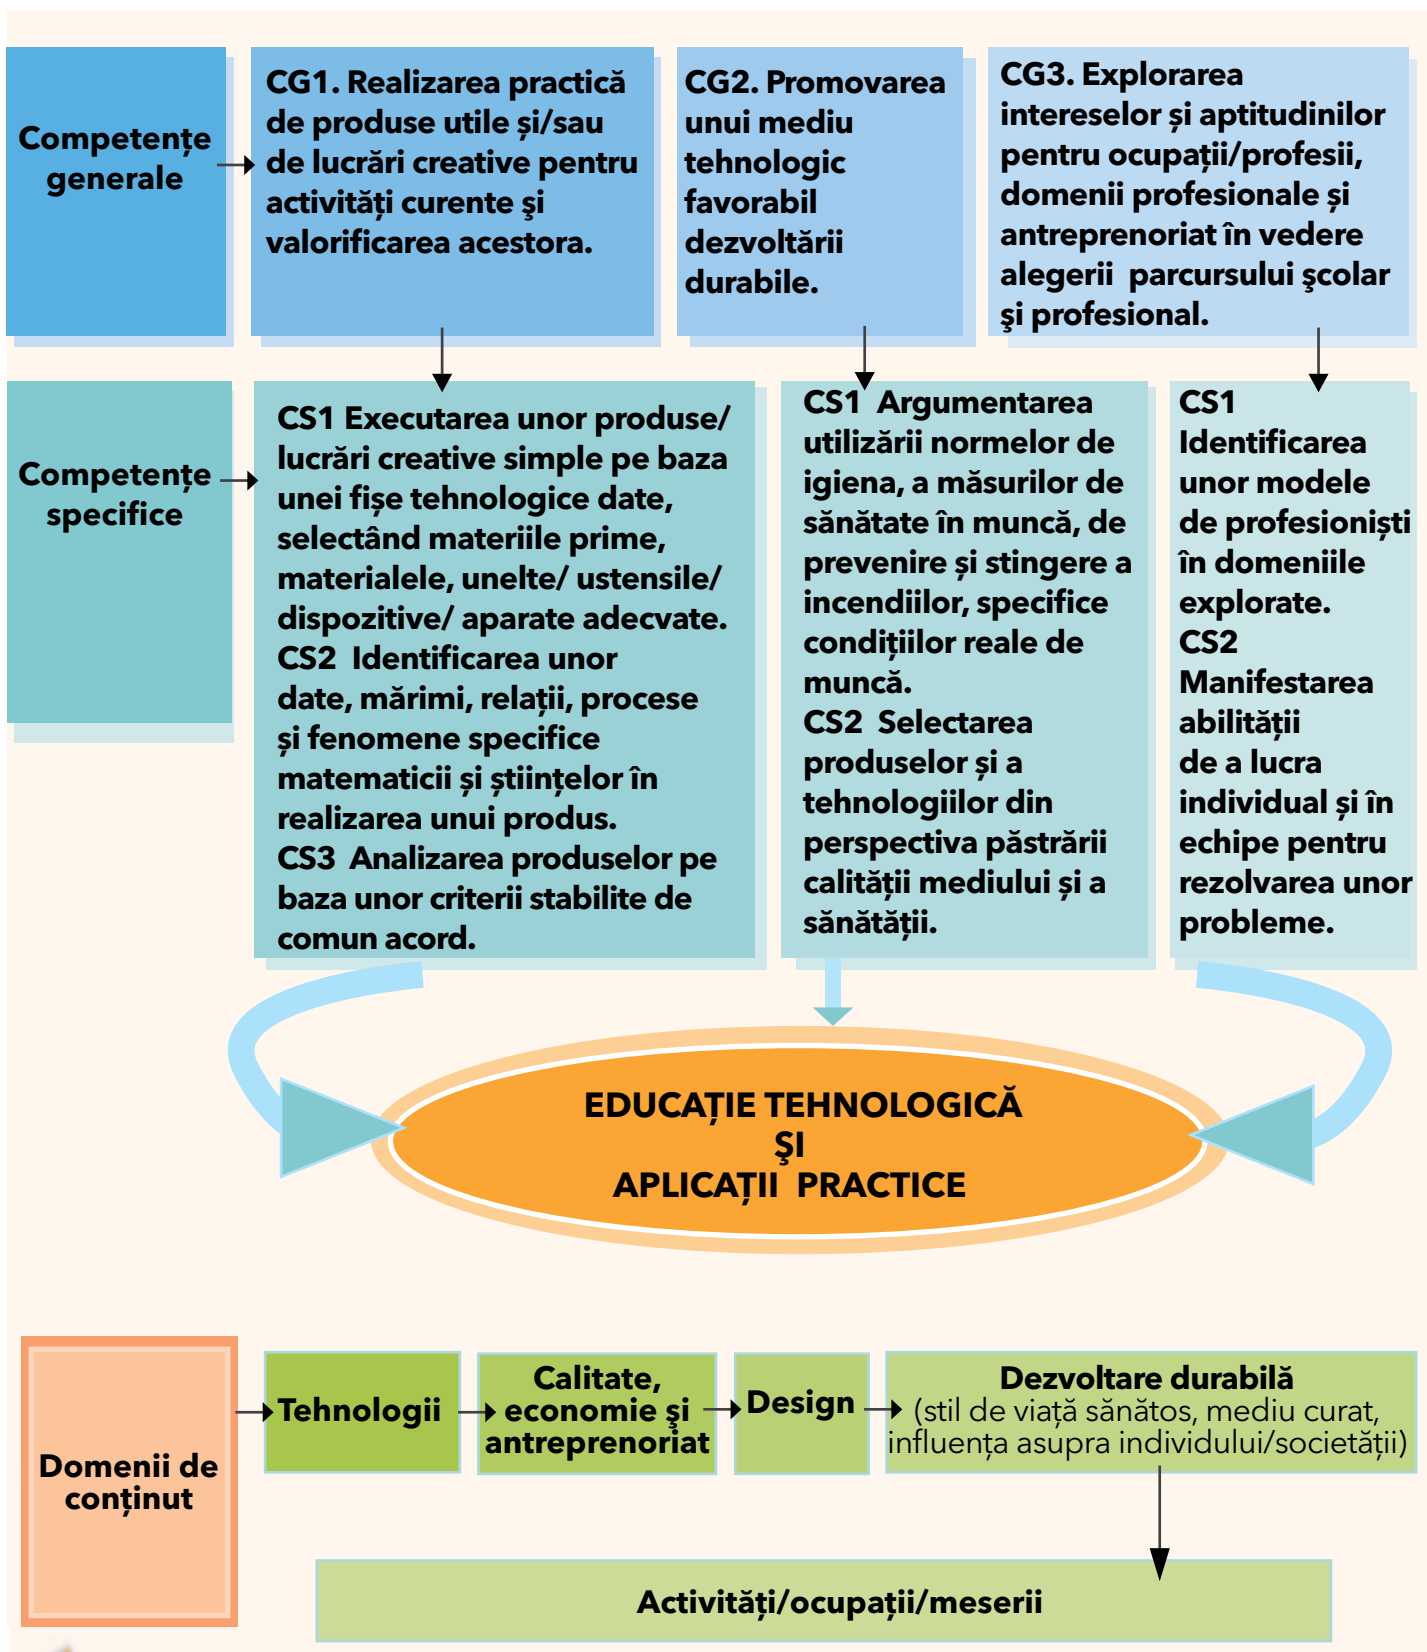 Competențe
generale
CG1. Realizarea practică
de produse utile și/sau
de lucrări creative pentru
activități curente şi
valorificarea acestora.
CG2. Promovarea
unui mediu
tehnologic
favorabil
dezvoltării
durabile.
CG3. Explorarea
intereselor și aptitudinilor
pentru ocupații/profesii,
domenii profesionale și
antreprenoriat în vedere
alegerii parcursului şcolar
şi profesional.
Competențe
specifice
CS1 Executarea unor produse/
lucrări creative simple pe baza
unei fișe tehnologice date,
selectând materiile prime,
materialele, unelte/ ustensile/
dispozitive/ aparate adecvate.
CS2 Identificarea unor
date, mărimi, relații, procese
și fenomene specifice
matematicii și științelor în
realizarea unui produs.
CS3 Analizarea produselor pe
baza unor criterii stabilite de
comun acord.
CS1 Argumentarea
utilizării normelor de
igiena, a măsurilor de
sănătate în muncă, de
prevenire și stingere a
incendiilor, specifice
condițiilor reale de
muncă.
CS2 Selectarea
produselor și a
tehnologiilor din
perspectiva păstrării
calității mediului și a
sănătății.
CS1
Identificarea
unor modele
de profesioniști
în domeniile
explorate.
CS2
Manifestarea
abilității
de a lucra
individual și în
echipe pentru
rezolvarea unor
probleme.
EDUCAȚIE TEHNOLOGICĂ
ŞI
APLICAȚII PRACTICE
Domenii de
conținut
Tehnologii
Calitate,
economie şi
antreprenoriat
Design
Dezvoltare durabilă
(stil de viață sănătos, mediu curat,
influența asupra individului/societății)
Activități/ocupații/meserii